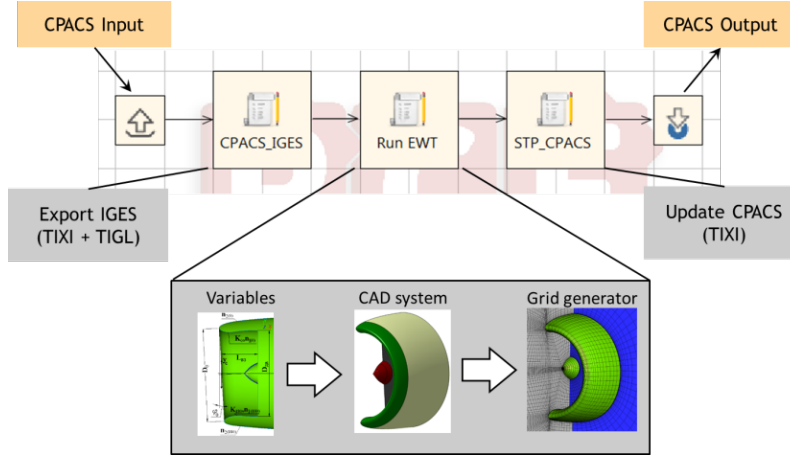 CPACS Input
CPACS Output
CPACS_IGES
Run EWT
STP_CPACS
Export IGES
(TIXI + TIGL)
Update CPACS
(TIXI)
Variables
CAD system
Grid generator